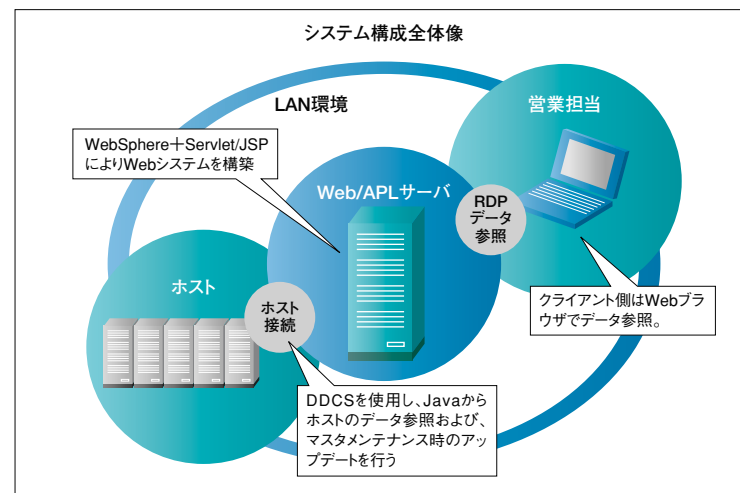 システム構成全体像
LAN環境
営業担当
WebSphere＋Servlet/JSP
によりWebシステムを構築
Web/APLサーバ
RDP
データ
参照
ホスト
ホスト
接続
クライアント側はWebブラ
ウザでデータ参照。
DDCSを使用し、Javaから
ホストのデータ参照および、
マスタメンテナンス時のアッ
プデートを行う